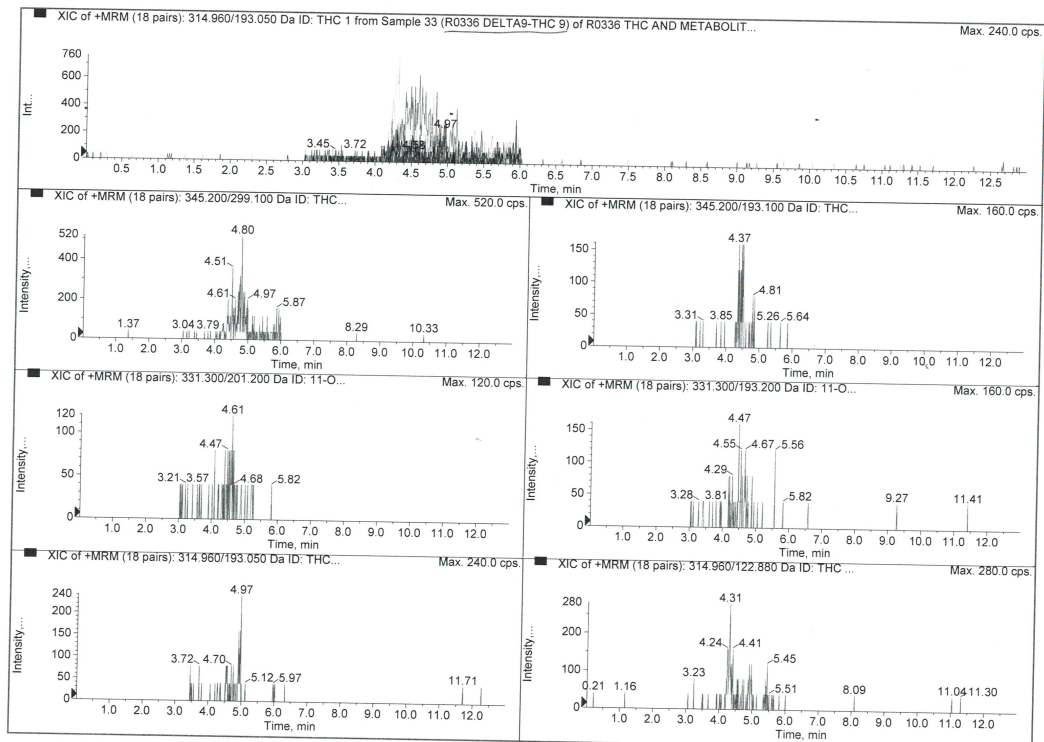 XIC of +MRM (18 pairs): 314.960/193.050 Da ID: THC 1 from Sample 33 (R0336 DELTA9-THC 9) of R0336 THC AND METABOLIT...
Max. 240.0 cps.
Int...
760
600
400
200
0
3.45 3.72 4.58 4.97
0.5 1.0 1.5 2.0 2.5 3.0 3.5 4.0 4.5 5.0 5.5 6.0 6.5 7.0 7.5 8.0 8.5 9.0 9.5 10.0 10.5 11.0 11.5 12.0 12.5
Time, min
XIC of +MRM (18 pairs): 345.200/299.100 Da ID: THC...
Max. 520.0 cps.
Intensity,...
520
400
200
0
4.80
4.51
4.61 4.97
5.87
1.37 3.04 3.79 8.29 10.33
1.0 2.0 3.0 4.0 5.0 6.0 7.0 8.0 9.0 10.0 11.0 12.0
Time, min
XIC of +MRM (18 pairs): 345.200/193.100 Da ID: THC...
Max. 160.0 cps.
Intensity,...
150
100
50
0
4.37
4.81
3.31 3.85 5.26 5.64
1.0 2.0 3.0 4.0 5.0 6.0 7.0 8.0 9.0 10.0 11.0 12.0
Time, min
XIC of +MRM (18 pairs): 331.300/201.200 Da ID: 11-O...
Max. 120.0 cps.
Intensity,...
120
100
50
0
4.61
4.47
3.21 3.57 4.68 5.82
1.0 2.0 3.0 4.0 5.0 6.0 7.0 8.0 9.0 10.0 11.0 12.0
Time, min
XIC of +MRM (18 pairs): 331.300/193.200 Da ID: 11-O...
Max. 160.0 cps.
Intensity,...
150
100
50
0
4.47
4.55 4.67 5.56
4.29
3.28 3.81 5.82 9.27 11.41
1.0 2.0 3.0 4.0 5.0 6.0 7.0 8.0 9.0 10.0 11.0 12.0
Time, min
XIC of +MRM (18 pairs): 314.960/193.050 Da ID: THC...
Max. 240.0 cps.
Intensity,...
240
200
150
100
50
0
4.97
3.72 4.70
5.12 5.97 11.71
1.0 2.0 3.0 4.0 5.0 6.0 7.0 8.0 9.0 10.0 11.0 12.0
Time, min
XIC of +MRM (18 pairs): 314.960/122.880 Da ID: THC ...
Max. 280.0 cps.
Intensity,...
280
200
100
0
4.31
4.24 4.41
3.23 5.45
0.21 1.16 5.51 8.09 11.04 11.30
1.0 2.0 3.0 4.0 5.0 6.0 7.0 8.0 9.0 10.0 11.0 12.0
Time, min